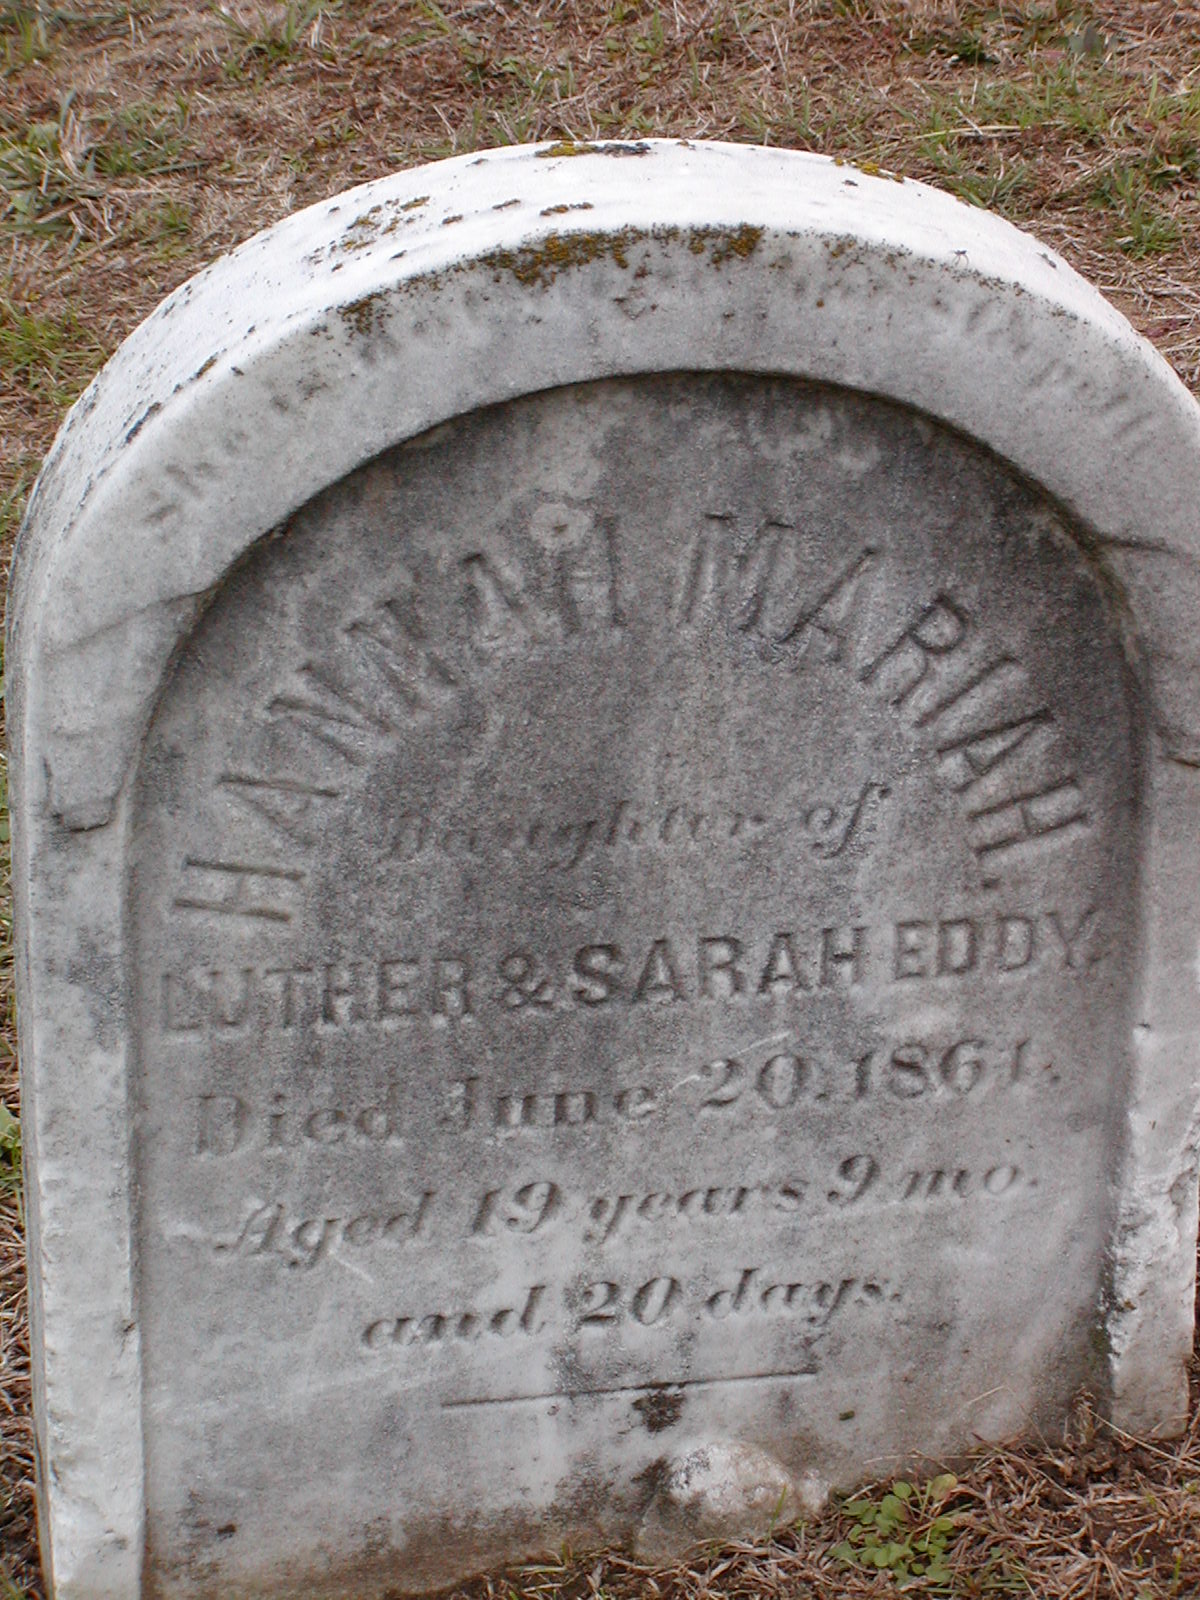 HANNAH MARIAH.
Daughter of
LUTHER & SARAH EDDY.
Died June 20. 1861.
Aged 19 years 9 mo.
and 20 days.